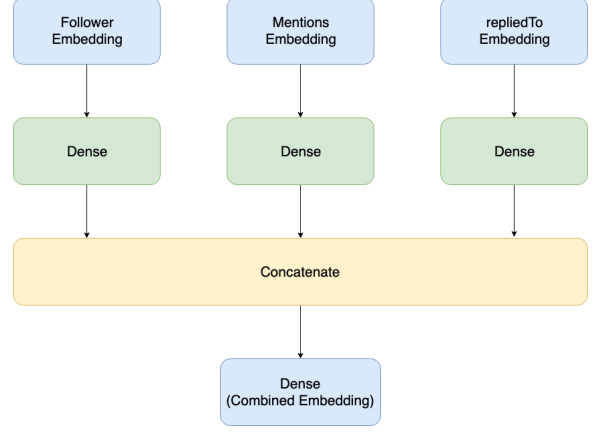 Follower
Embedding
Mentions
Embedding
repliedTo
Embedding
Dense
Dense
Dense
Concatenate
Dense
(Combined Embedding)